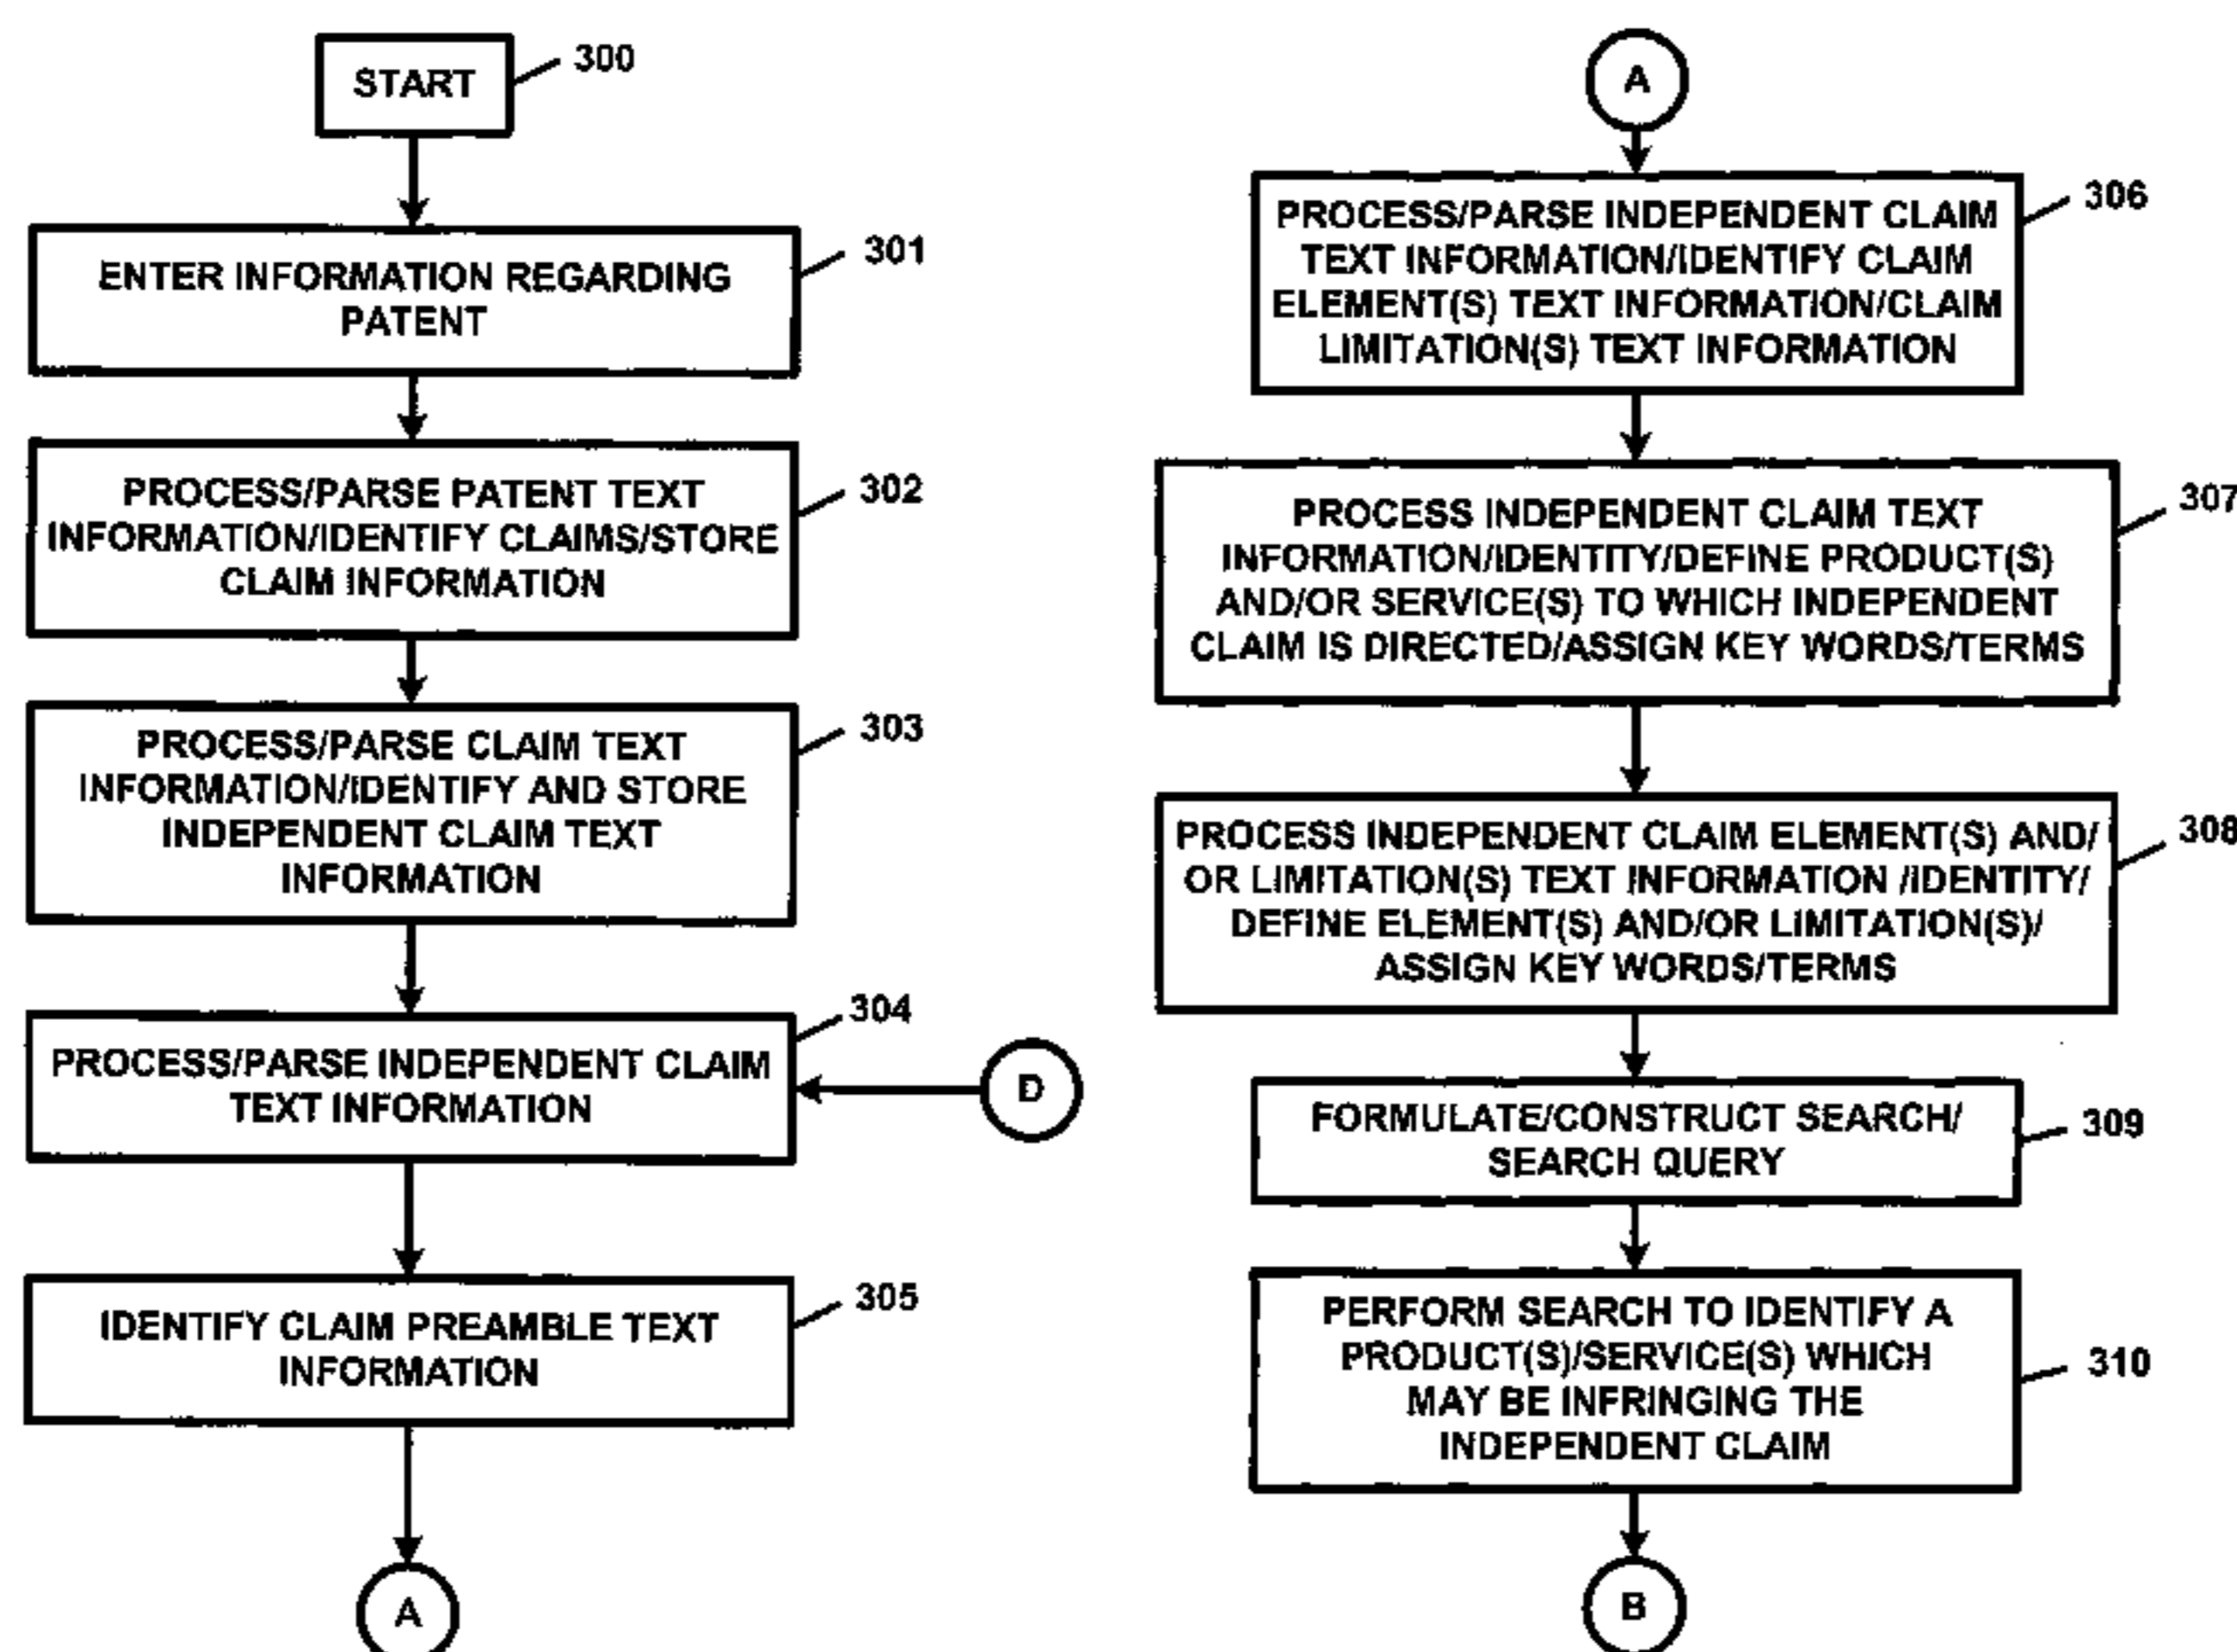 START
300
ENTER INFORMATION REGARDING
PATENT
301
PROCESS/PARSE PATENT TEXT
INFORMATION/IDENTIFY CLAIMS/STORE
CLAIM INFORMATION
302
PROCESS/PARSE CLAIM TEXT
INFORMATION/IDENTIFY AND STORE
INDEPENDENT CLAIM TEXT
INFORMATION
303
PROCESS/PARSE INDEPENDENT CLAIM
TEXT INFORMATION
304
D
IDENTIFY CLAIM PREAMBLE TEXT
INFORMATION
305
A
A
PROCESS/PARSE INDEPENDENT CLAIM
TEXT INFORMATION/IDENTIFY CLAIM
ELEMENT(S) TEXT INFORMATION/CLAIM
LIMITATION(S) TEXT INFORMATION
306
PROCESS INDEPENDENT CLAIM TEXT
INFORMATION/IDENTITY/DEFINE PRODUCT(S)
AND/OR SERVICE(S) TO WHICH INDEPENDENT
CLAIM IS DIRECTED/ASSIGN KEY WORDS/TERMS
307
PROCESS INDEPENDENT CLAIM ELEMENT(S) AND/
OR LIMITATION(S) TEXT INFORMATION /IDENTITY/
DEFINE ELEMENT(S) AND/OR LIMITATION(S)/
ASSIGN KEY WORDS/TERMS
308
FORMULATE/CONSTRUCT SEARCH/
SEARCH QUERY
309
PERFORM SEARCH TO IDENTIFY A
PRODUCT(S)/SERVICE(S) WHICH
MAY BE INFRINGING THE
INDEPENDENT CLAIM
310
B